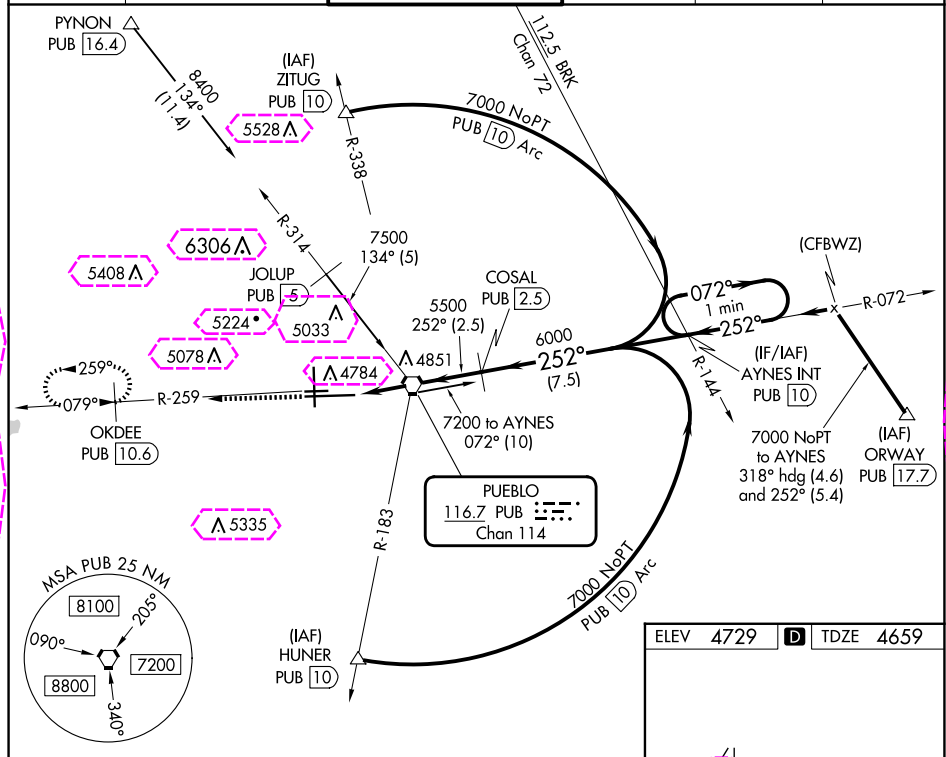 PYNON
PUB 16.4
8400
134°
(11.4)
(IAF)
ZITUG
PUB 10
112.5 BRK
Chan 72
7000 NoPT
PUB 10 Arc
5528
R-338
R-314
6306
7500
134° (5)
5408
JOLUP
PUB 5
COSAL
PUB 2.5
(CFBWZ)
072°
1 min
252°
R-072
5224
5033
5500
252° (2.5)
6000
252°
(7.5)
5078
4784
4851
(IF/IAF)
AYNES INT
PUB 10
R-144
259°
079°
R-259
OKDEE
PUB 10.6
7200 to AYNES
072° (10)
7000 NoPT
to AYNES
318° hdg (4.6)
and 252° (5.4)
(IAF)
ORWAY
PUB 17.7
PUEBLO
116.7 PUB
Chan 114
5335
R-183
7000 NoPT
PUB 10 Arc
MSA PUB 25 NM
8100
205°
090°
7200
8800
340°
(IAF)
HUNER
PUB 10
ELEV 4729 D TDZE 4659